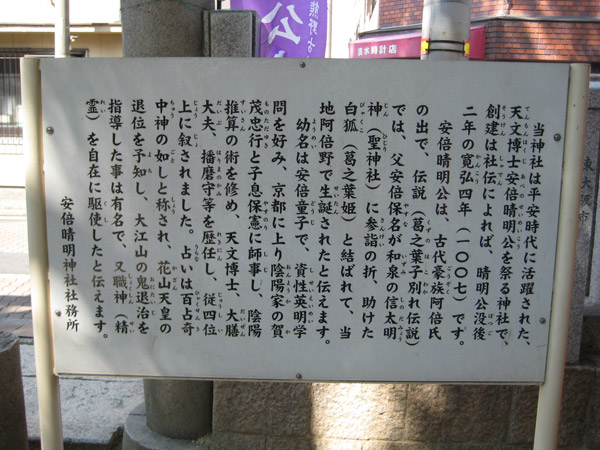 当神社は平安時代に活躍された、
天文博士安倍晴明公を祭る神社で、
創建は社伝によれば、晴明公没後
二年の寛弘四年(一〇〇七)です。
安倍晴明公は、古代豪族阿倍氏
の出で、伝説(葛之葉子別れ伝説)
では、父安倍保名が和泉の信太明
神(聖神社)に参詣の折、助けた
白狐(葛之葉姫)と結ばれて、当
地阿倍野で生誕されたと伝えます。
幼名は安倍童子で、資性英明学
問を好み、京都に上り陰陽家の賀
茂忠行と子息保憲に師事し、陰陽
推算の術を修め、天文博士、大膳
大夫、播磨守等を歴任し、従四位
上に叙されました。占いは百占奇
中神の如しと称され、花山天皇の
退位を予知し、大江山の鬼退治を
指導した事は有名で、又職神(精
霊)を自在に駆使したと伝えます。
安倍晴明神社社務所
熊野
公
清水時計店
東大阪市